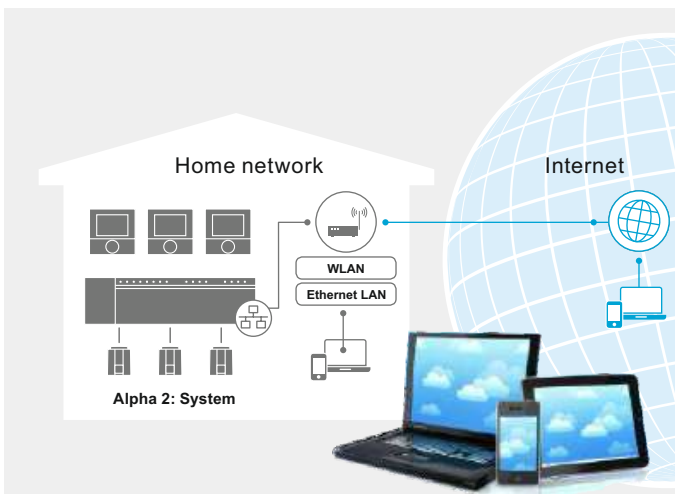 Home network
Internet
WLAN
Ethernet LAN
Alpha 2: System